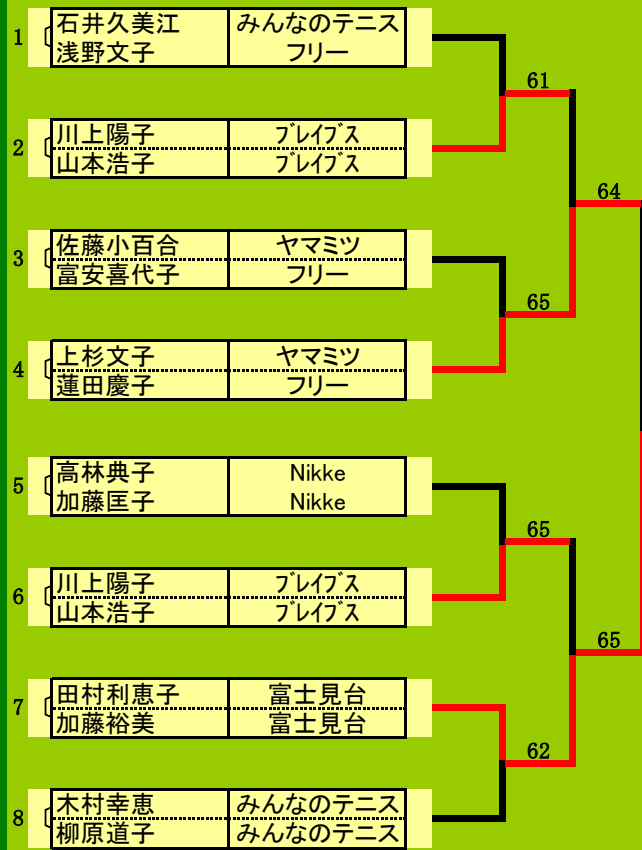 1 石井久美江 みんなのテニス
浅野文子 フリー
61
2 川上陽子 ブレイブス
山本浩子 ブレイブス
64
3 佐藤小百合 ヤマミツ
富安喜代子 フリー
65
4 上杉文子 ヤマミツ
蓮田慶子 フリー
5 高林典子 Nikke
加藤匡子 Nikke
65
6 川上陽子 ブレイブス
山本浩子 ブレイブス
65
7 田村利恵子 富士見台
加藤裕美 富士見台
62
8 木村幸恵 みんなのテニス
柳原道子 みんなのテニス